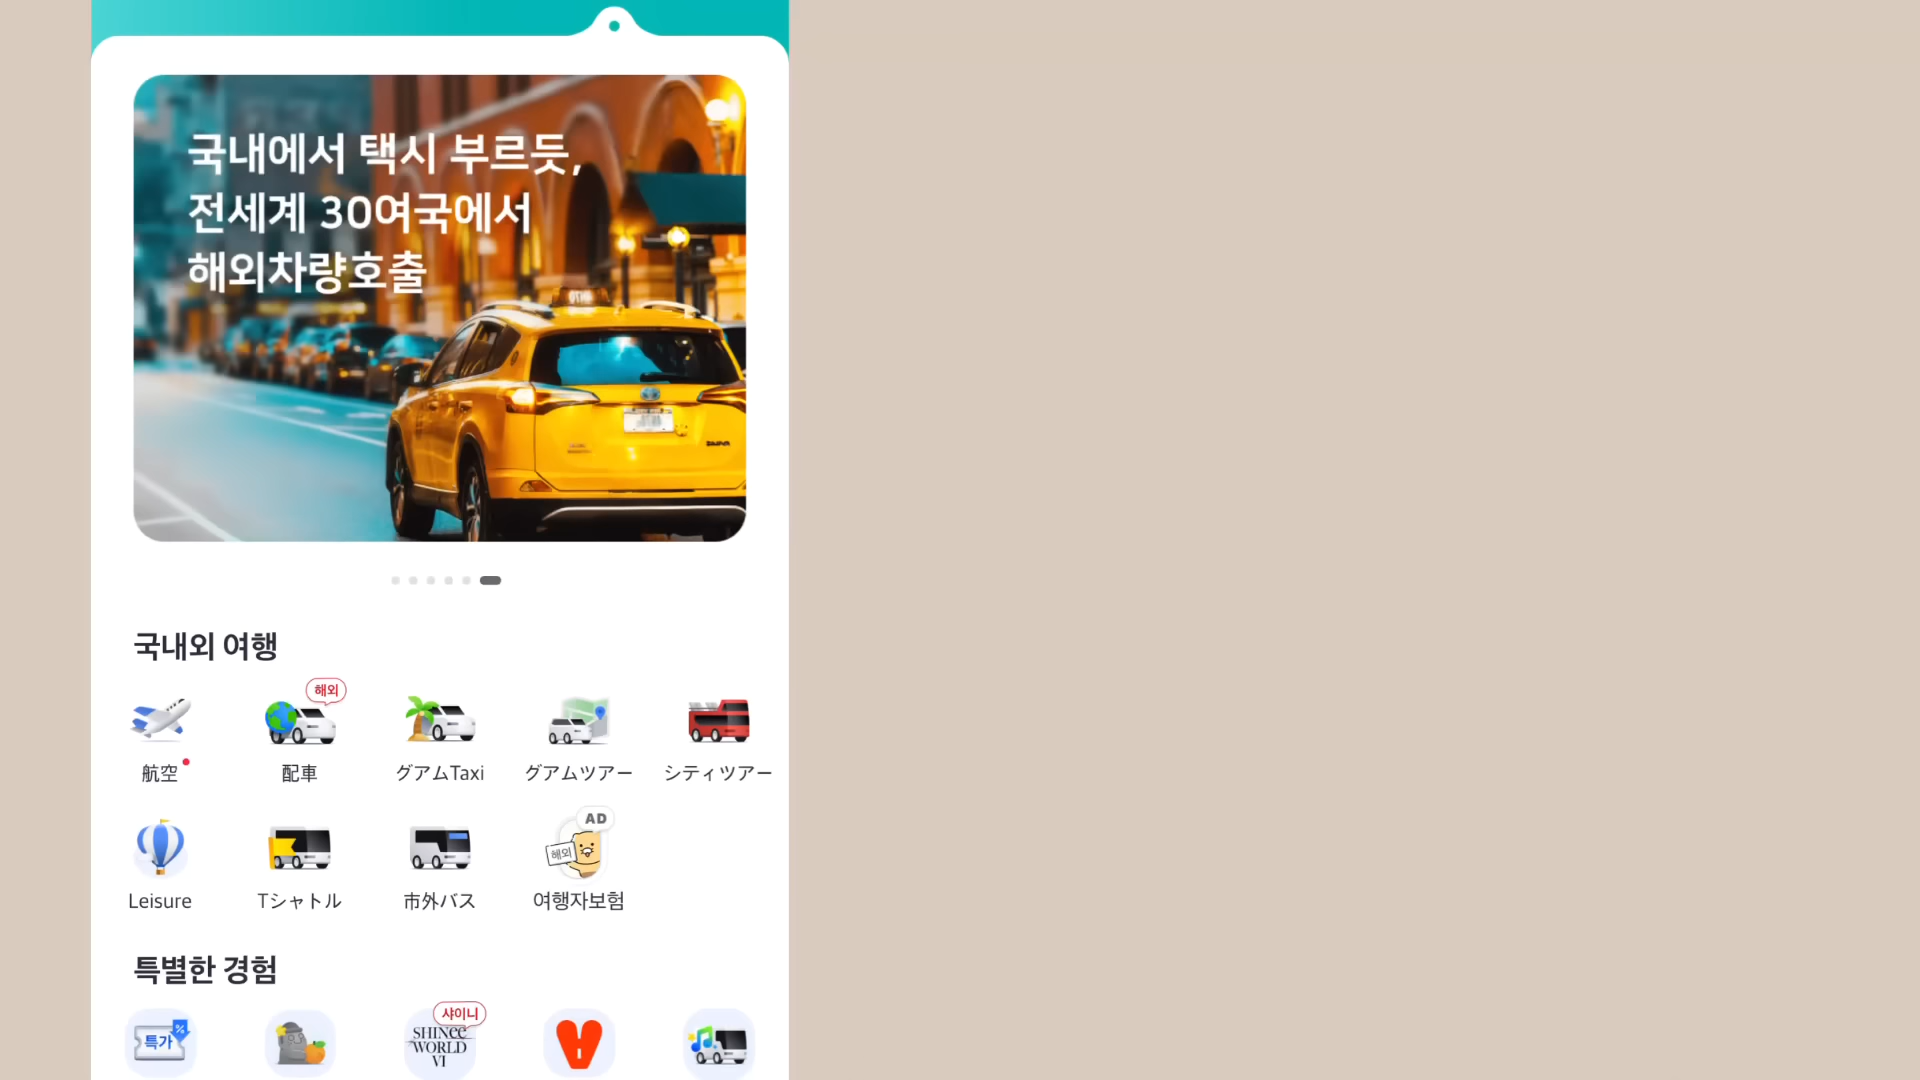 국내에서 택시 부르듯,
전세계 30여국에서
해외차량호출
국내외 여행
해외
航空
配車
グアムTaxi
グアムツアー
シティツアー
AD
해외
Leisure
Tシャトル
市外バス
여행자보험
특별한 경험
샤이니
특가
%
SHINee
WORLD
VI